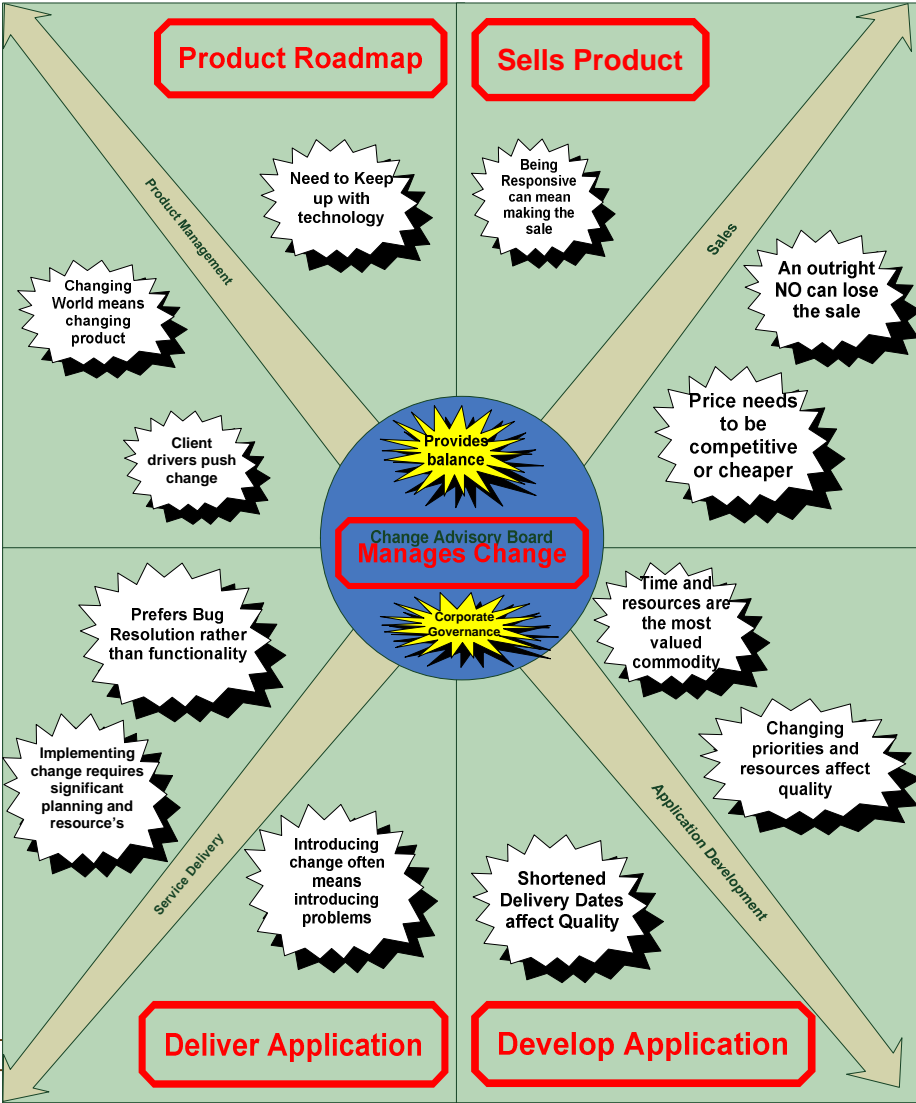 Product Roadmap
Sells Product
Product Management
Need to Keep
up with
technology
Changing
World means
changing
product
Client
drivers push
change
Being
Responsive
can mean
making the
sale
Sales
An outright
NO can lose
the sale
Price needs
to be
competitive
or cheaper
Provides
balance
Change Advisory Board
Manages Change
Corporate
Governance
Prefers Bug
Resolution rather
than functionality
Implementing
change requires
significant
planning and
resource’s
Service Delivery
Introducing
change often
means
introducing
problems
Time and
resources are
the most
valued
commodity
Changing
priorities and
resources affect
quality
Application Development
Shortened
Delivery Dates
affect Quality
Deliver Application
Develop Application